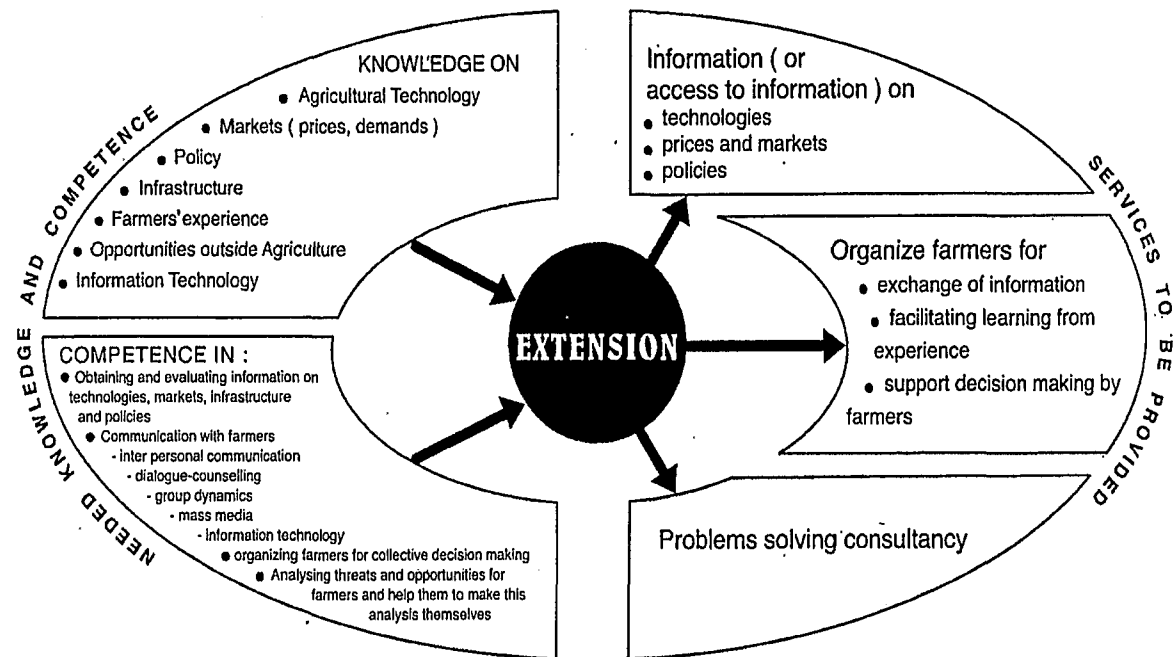 NEEDED KNOWLEDGE AND COMPETENCE
KNOWLEDGE ON
• Agricultural Technology
• Markets ( prices, demands )
• Policy
• Infrastructure
• Farmers' experience
• Opportunities outside Agriculture
• Information Technology
COMPETENCE IN :
• Obtaining and evaluating information on
technologies, markets, infrastructure
and policies
• Communication with farmers
- inter personal communication
- dialogue-counselling
- group dynamics
- mass media
- Information technology
• organizing farmers for collective decision making
• Analysing threats and opportunities for
farmers and help them to make this
analysis themselves
EXTENSION
SERVICES TO BE PROVIDED
Information ( or
access to information ) on
• technologies
• prices and markets
• policies
Organize farmers for
• exchange of information
• facilitating learning from
experience
• support decision making by
farmers
Problems solving consultancy